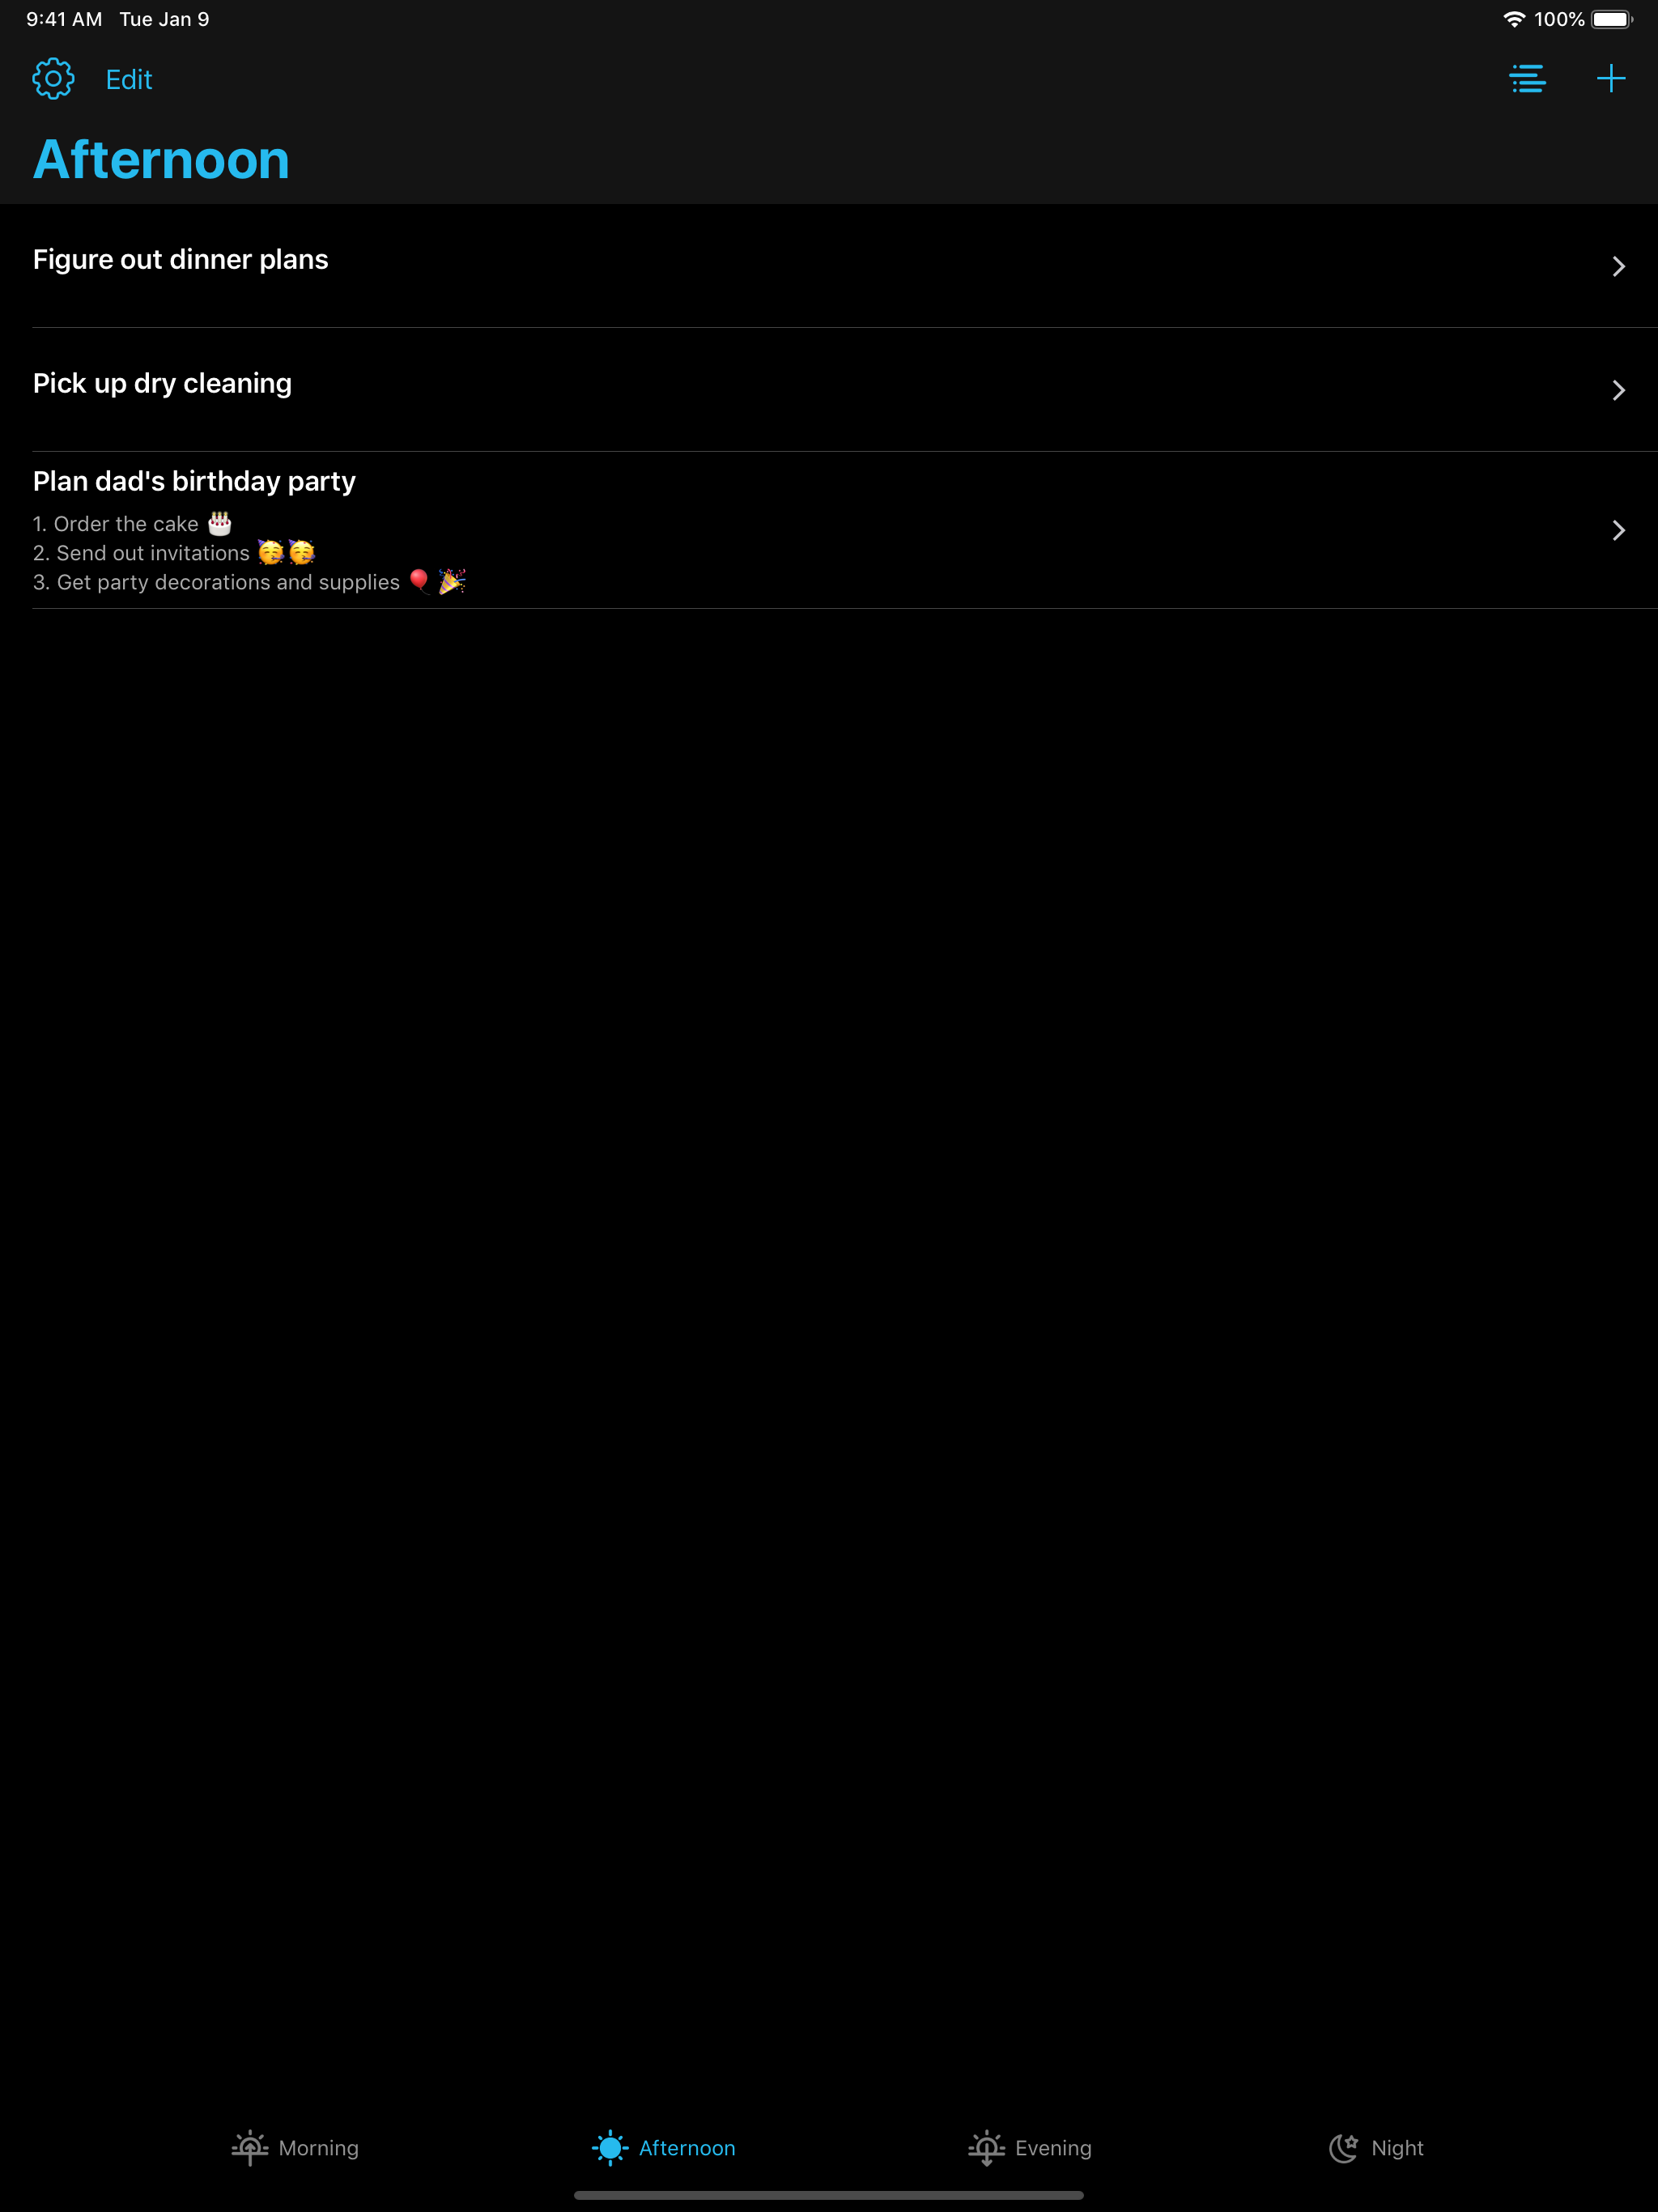 9:41 AM Tue Jan 9 100%
Edit
Afternoon
Figure out dinner plans
Pick up dry cleaning
Plan dad's birthday party
1. Order the cake 🎂
2. Send out invitations 🥳🥳
3. Get party decorations and supplies 🎈🎉
Morning Afternoon Evening Night